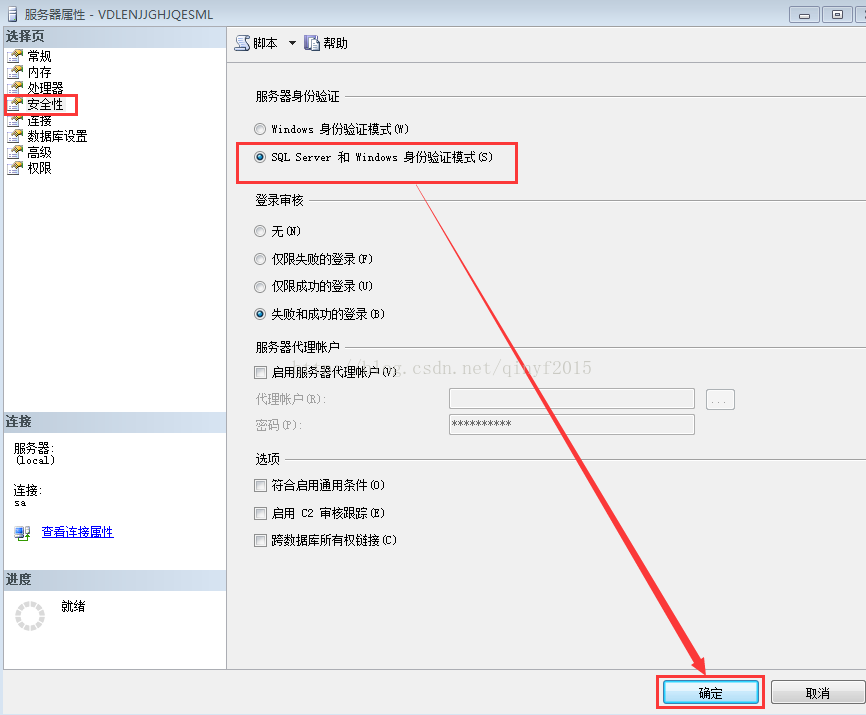 服务器属性 - VDLENJJGHJQESML
选择页
常规
内存
处理器
安全性
连接
数据库设置
高级
权限
脚本 帮助
服务器身份验证
Windows 身份验证模式(W)
SQL Server 和 Windows 身份验证模式(S)
登录审核
无(N)
仅限失败的登录(F)
仅限成功的登录(U)
失败和成功的登录(B)
服务器代理帐户
启用服务器代理帐户(V)
代理帐户(R):
...
密码(P):
**********
选项
符合启用通用条件(O)
启用 C2 审核跟踪(E)
跨数据库所有权链接(C)
连接
服务器:
(local)
连接:
sa
查看连接属性
进度
就绪
确定 取消